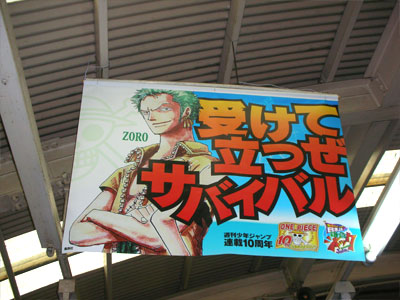 ZORO
受けて
立つぜ
サバイバル
週刊少年ジャンプ
連載10周年
ONE PIECE
10